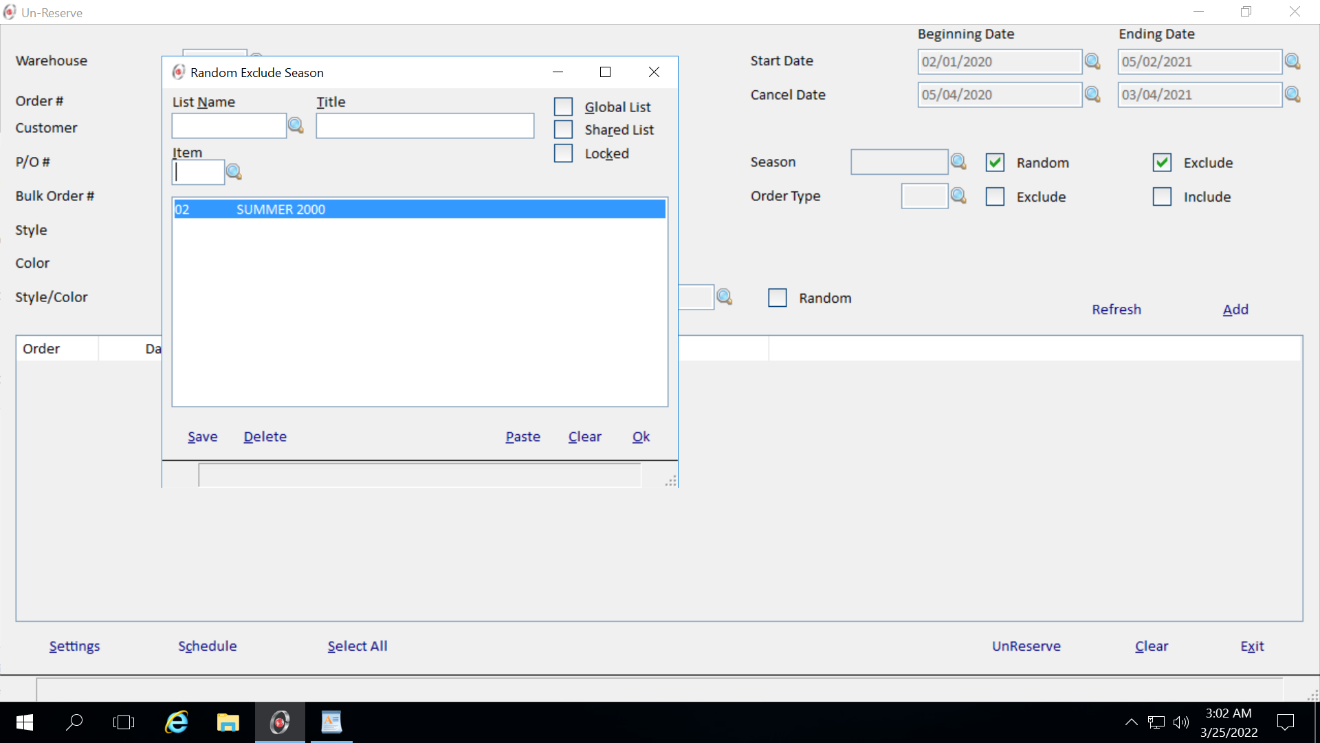 Un-Reserve
Beginning Date Ending Date
Warehouse
Start Date 02/01/2020 05/02/2021
Order # Cancel Date 05/04/2020 03/04/2021
Customer
P/O # Season Random Exclude
Bulk Order # Order Type Exclude Include
Style
Color
Style/Color Random
Refresh Add
Random Exclude Season
List Name Title Global List
Shared List
Item Locked
02 SUMMER 2000
Save Delete Paste Clear Ok
Order Da
Settings Schedule Select All UnReserve Clear Exit
3:02 AM
3/25/2022